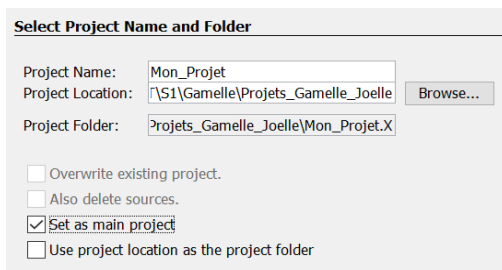 Select Project Name and Folder
Project Name: Mon_Projet
Project Location: \S1\Gamelle\Projets_Gamelle_Joelle Browse...
Project Folder: Projets_Gamelle_Joelle\Mon_Projet.X
Overwrite existing project.
Also delete sources.
Set as main project
Use project location as the project folder